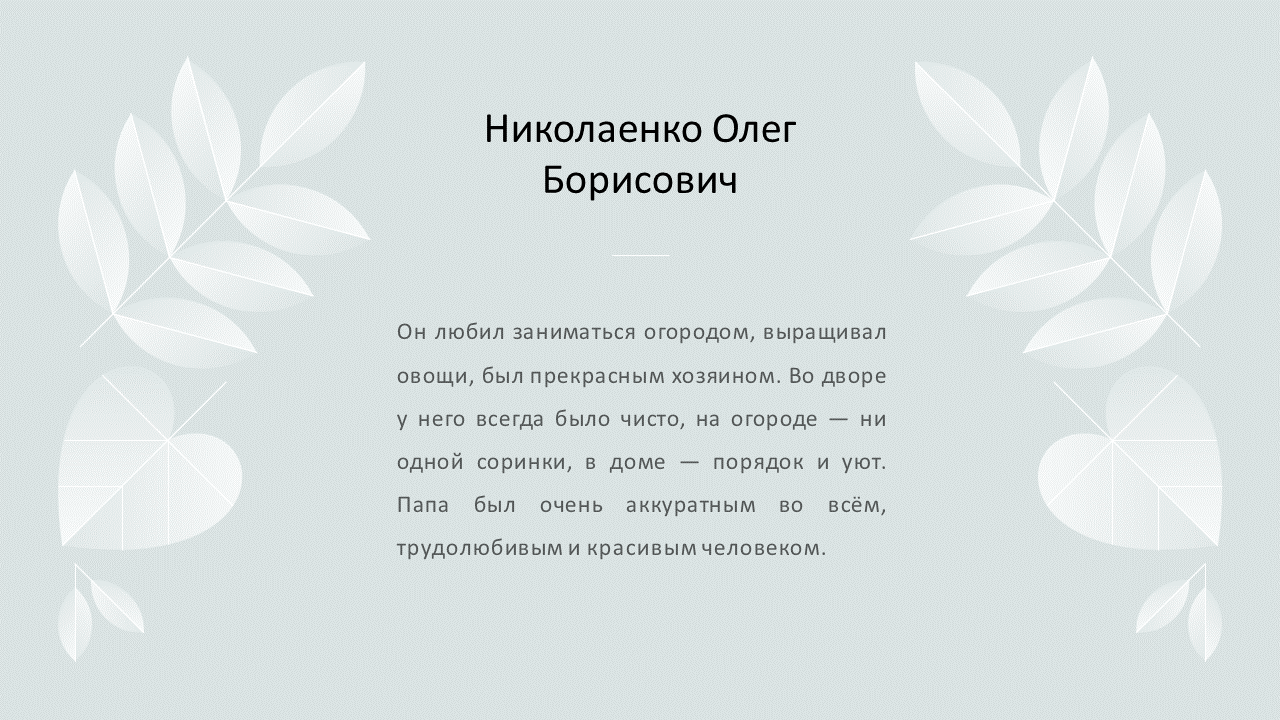 Николаенко Олег
Борисович
Он любил заниматься огородом, выращивал
овощи, был прекрасным хозяином. Во дворе
у него всегда было чисто, на огороде — ни
одной соринки, в доме — порядок и уют.
Папа был очень аккуратным во всём,
трудолюбивым и красивым человеком.